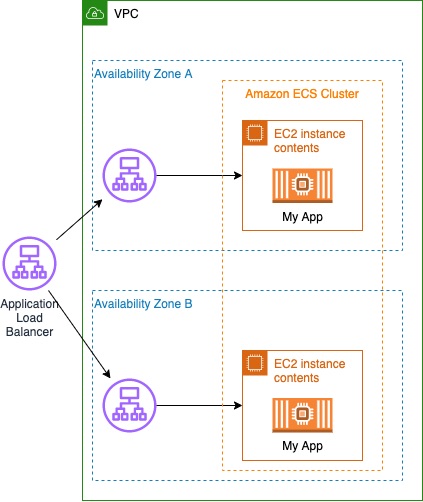 VPC
Availability Zone A
Amazon ECS Cluster
EC2 instance
contents
My App
Application
Load
Balancer
Availability Zone B
EC2 instance
contents
My App